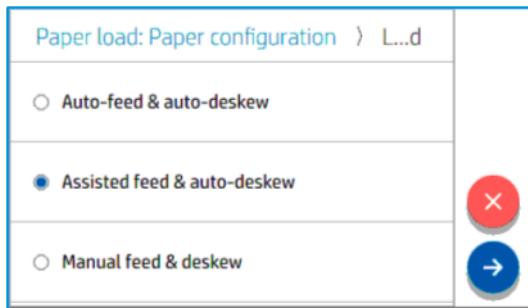 Paper load: Paper configuration 〉 L...d
Auto-feed & auto-deskew
Assisted feed & auto-deskew
Manual feed & deskew